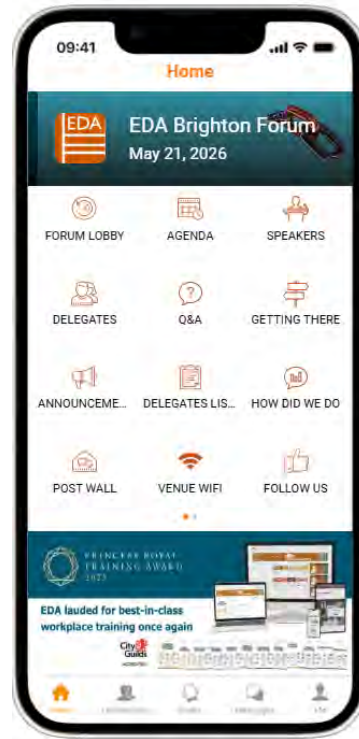 09:41
Home
EDA
EDA Brighton Forum
May 21, 2026
FORUM LOBBY
AGENDA
SPEAKERS
DELEGATES
Q&A
GETTING THERE
ANNOUNCEME...
DELEGATES LIS...
HOW DID WE DO
POST WALL
VENUE WIFI
FOLLOW US
PRINCESS ROYAL
TRAINING AWARD
2023
EDA lauded for best-in-class
workplace training once again
City&
Guilds